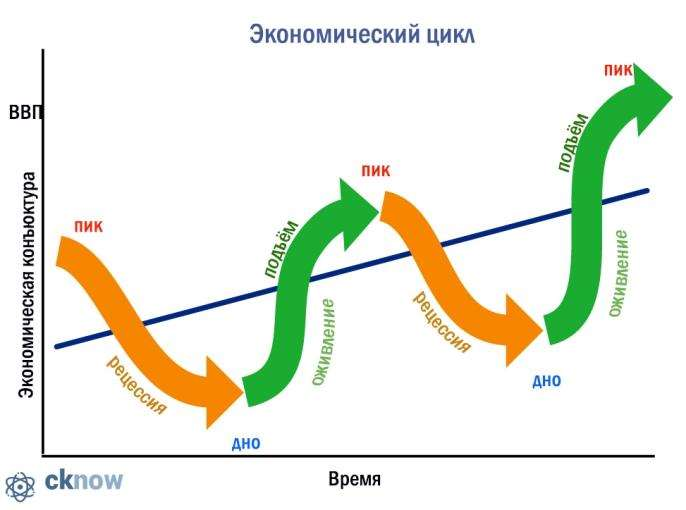 Экономический цикл
ВВП
Экономическая конъюктура
пик
рецессия
дно
подъём
оживление
пик
рецессия
дно
подъём
оживление
пик
Время
cknow